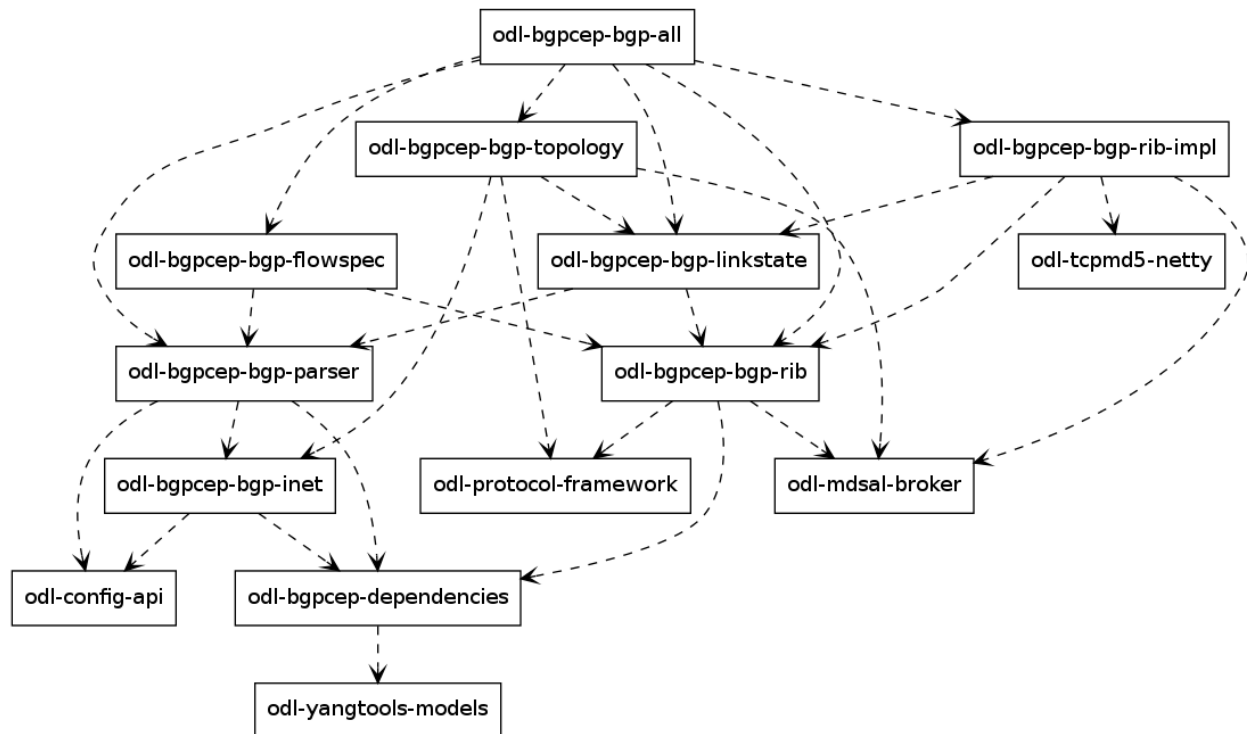 odl-bgpcep-bgp-all
odl-bgpcep-bgp-topology
odl-bgpcep-bgp-rib-impl
odl-bgpcep-bgp-flowspec
odl-bgpcep-bgp-linkstate
odl-tcpmd5-netty
odl-bgpcep-bgp-parser
odl-bgpcep-bgp-rib
odl-bgpcep-bgp-inet
odl-protocol-framework
odl-mdsal-broker
odl-config-api
odl-bgpcep-dependencies
odl-yangtools-models